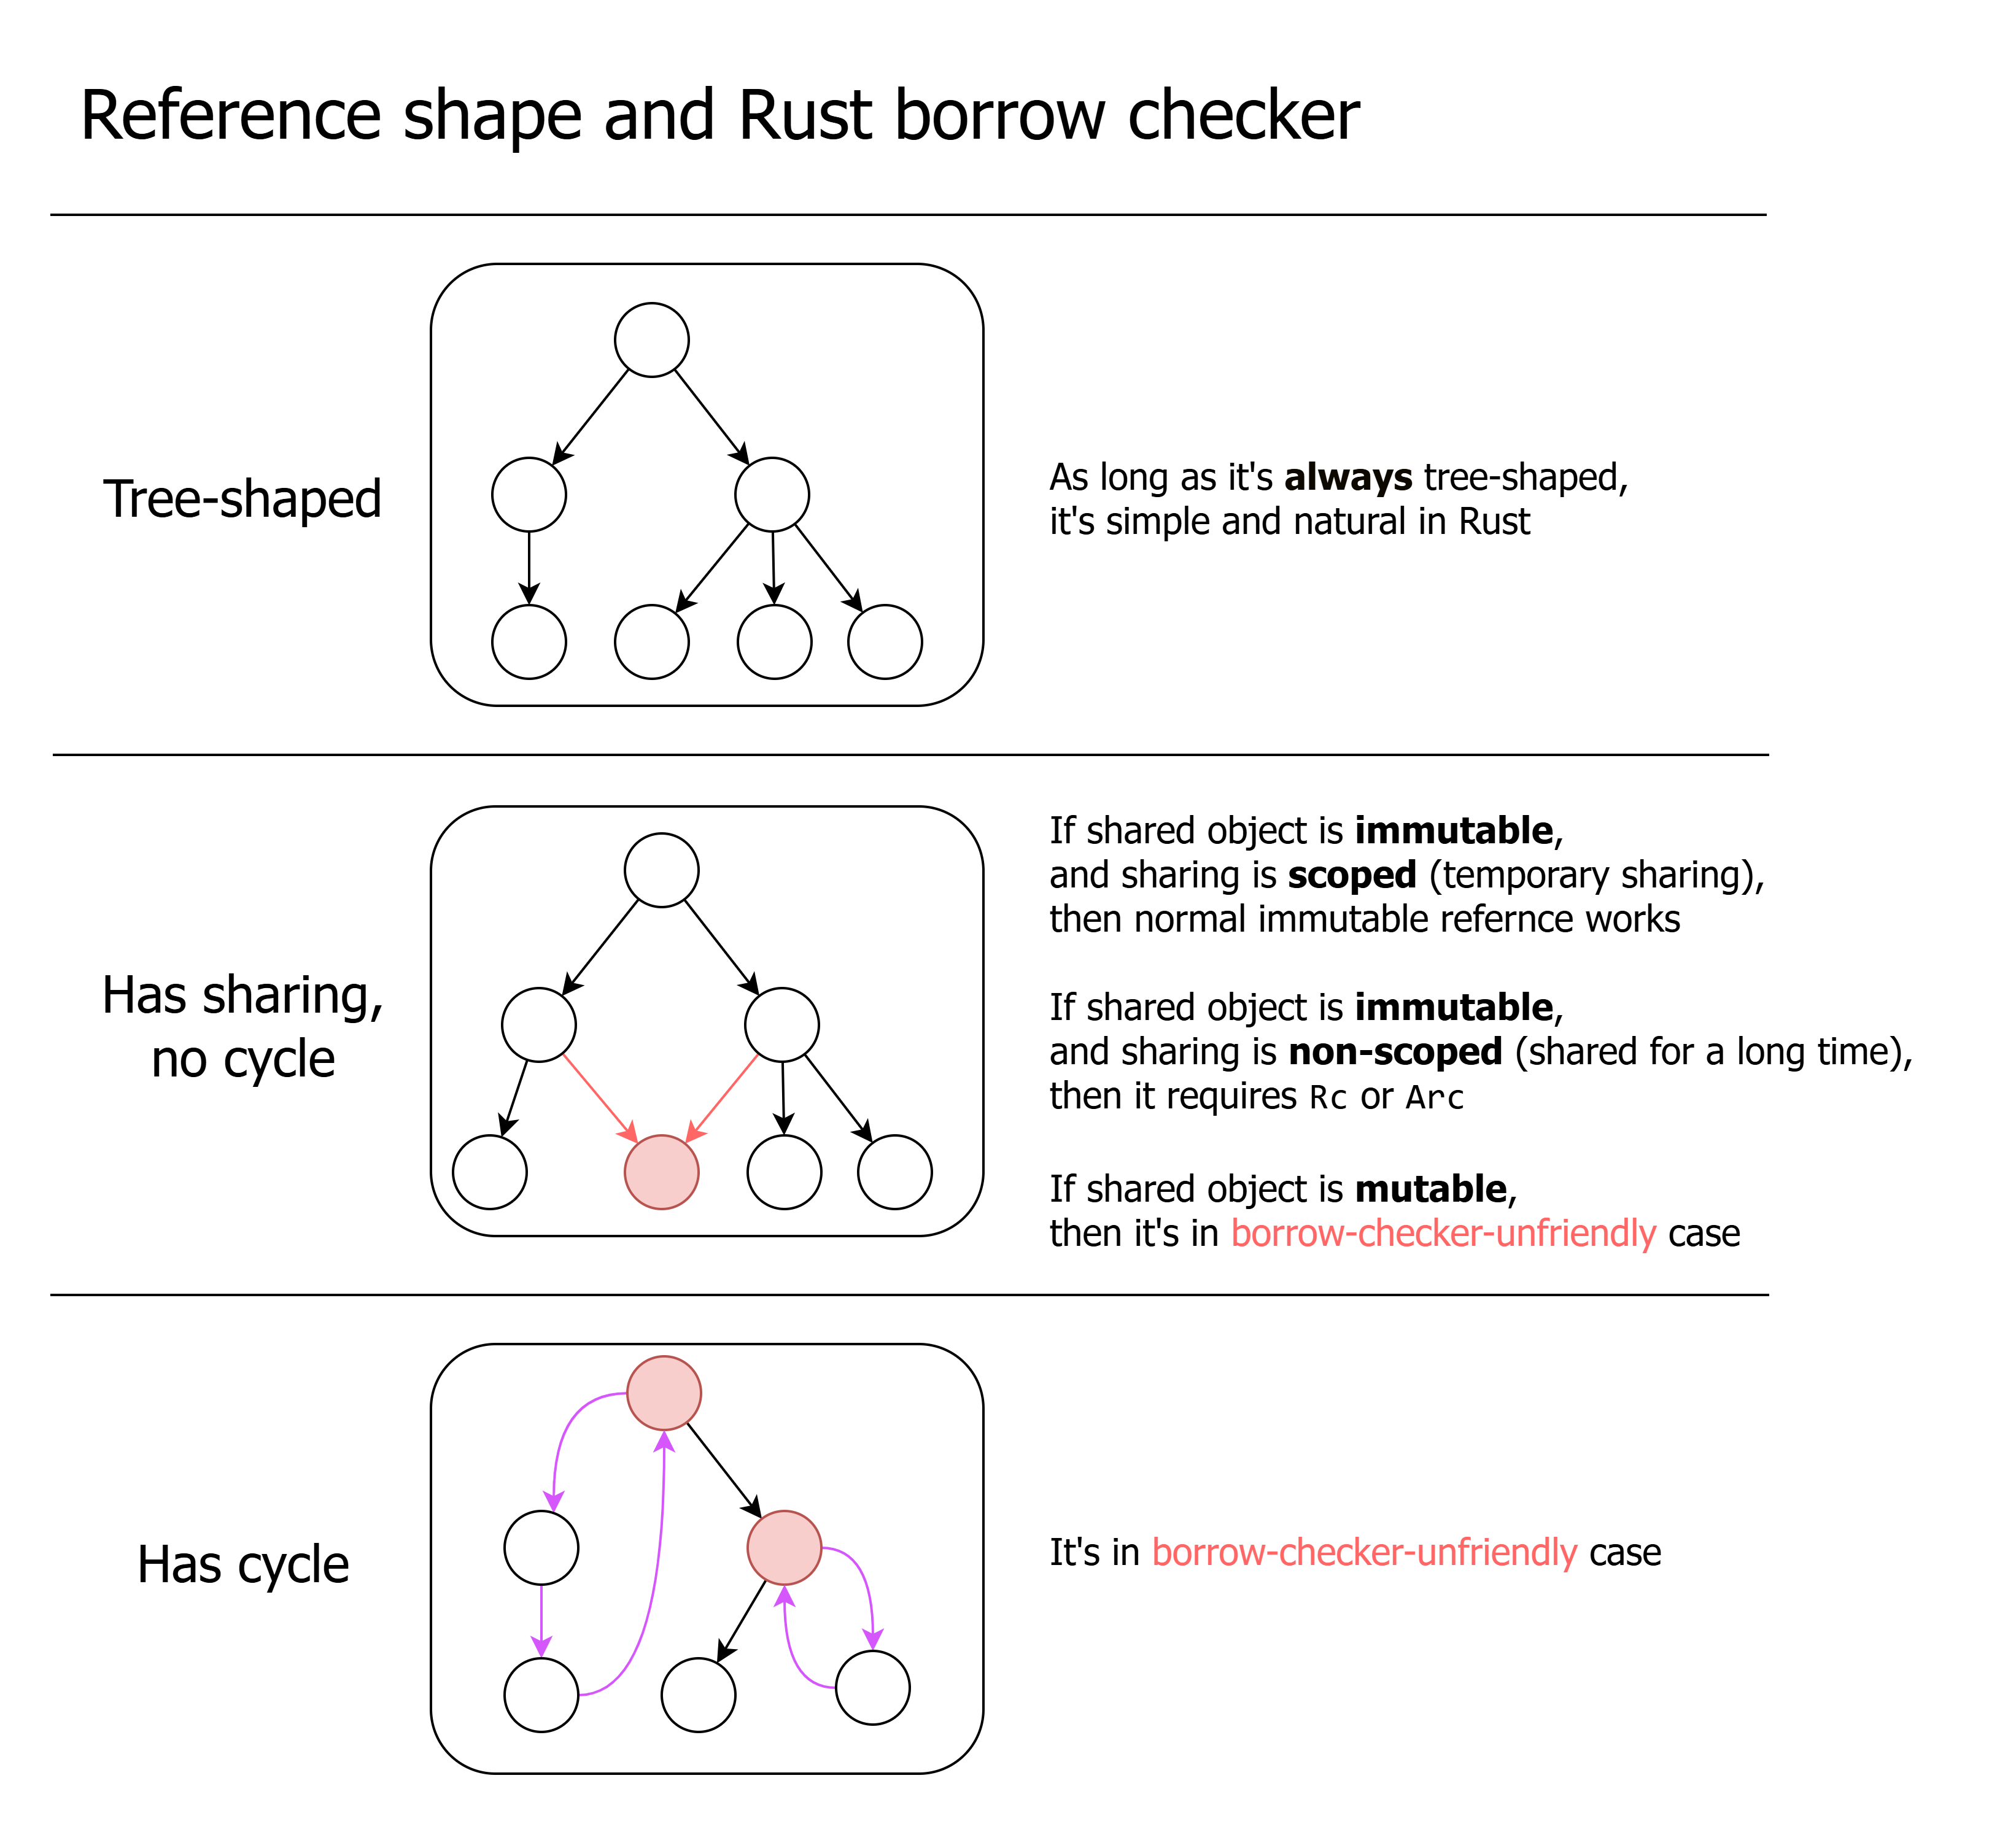 Reference shape and Rust borrow checker
Tree-shaped
As long as it's always tree-shaped,
it's simple and natural in Rust
Has sharing,
no cycle
If shared object is immutable,
and sharing is scoped (temporary sharing),
then normal immutable refernce works
If shared object is immutable,
and sharing is non-scoped (shared for a long time),
then it requires Rc or Arc
If shared object is mutable,
then it's in borrow-checker-unfriendly case
Has cycle
It's in borrow-checker-unfriendly case